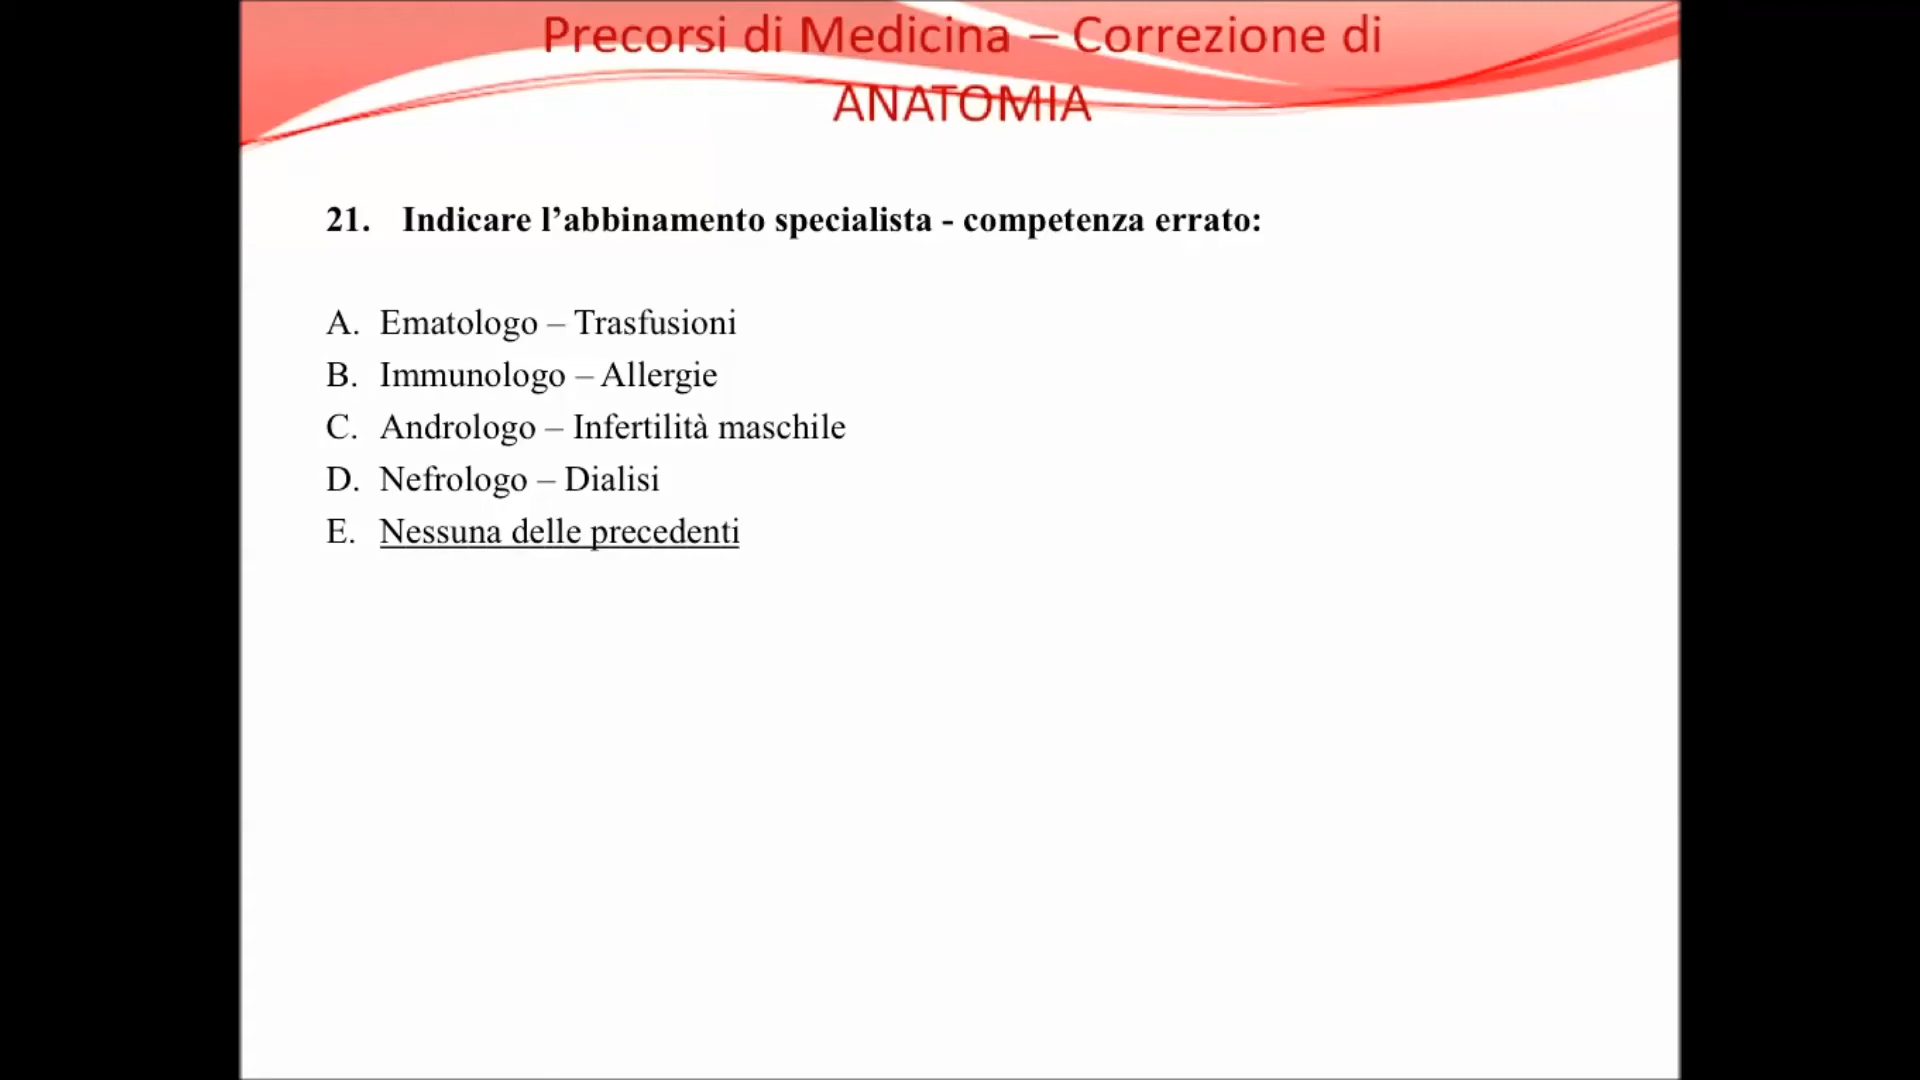 Precorsi di Medicina – Correzione di
ANATOMIA
21. Indicare l’abbinamento specialista - competenza errato:
A. Ematologo – Trasfusioni
B. Immunologo – Allergie
C. Andrologo – Infertilità maschile
D. Nefrologo – Dialisi
E. Nessuna delle precedenti